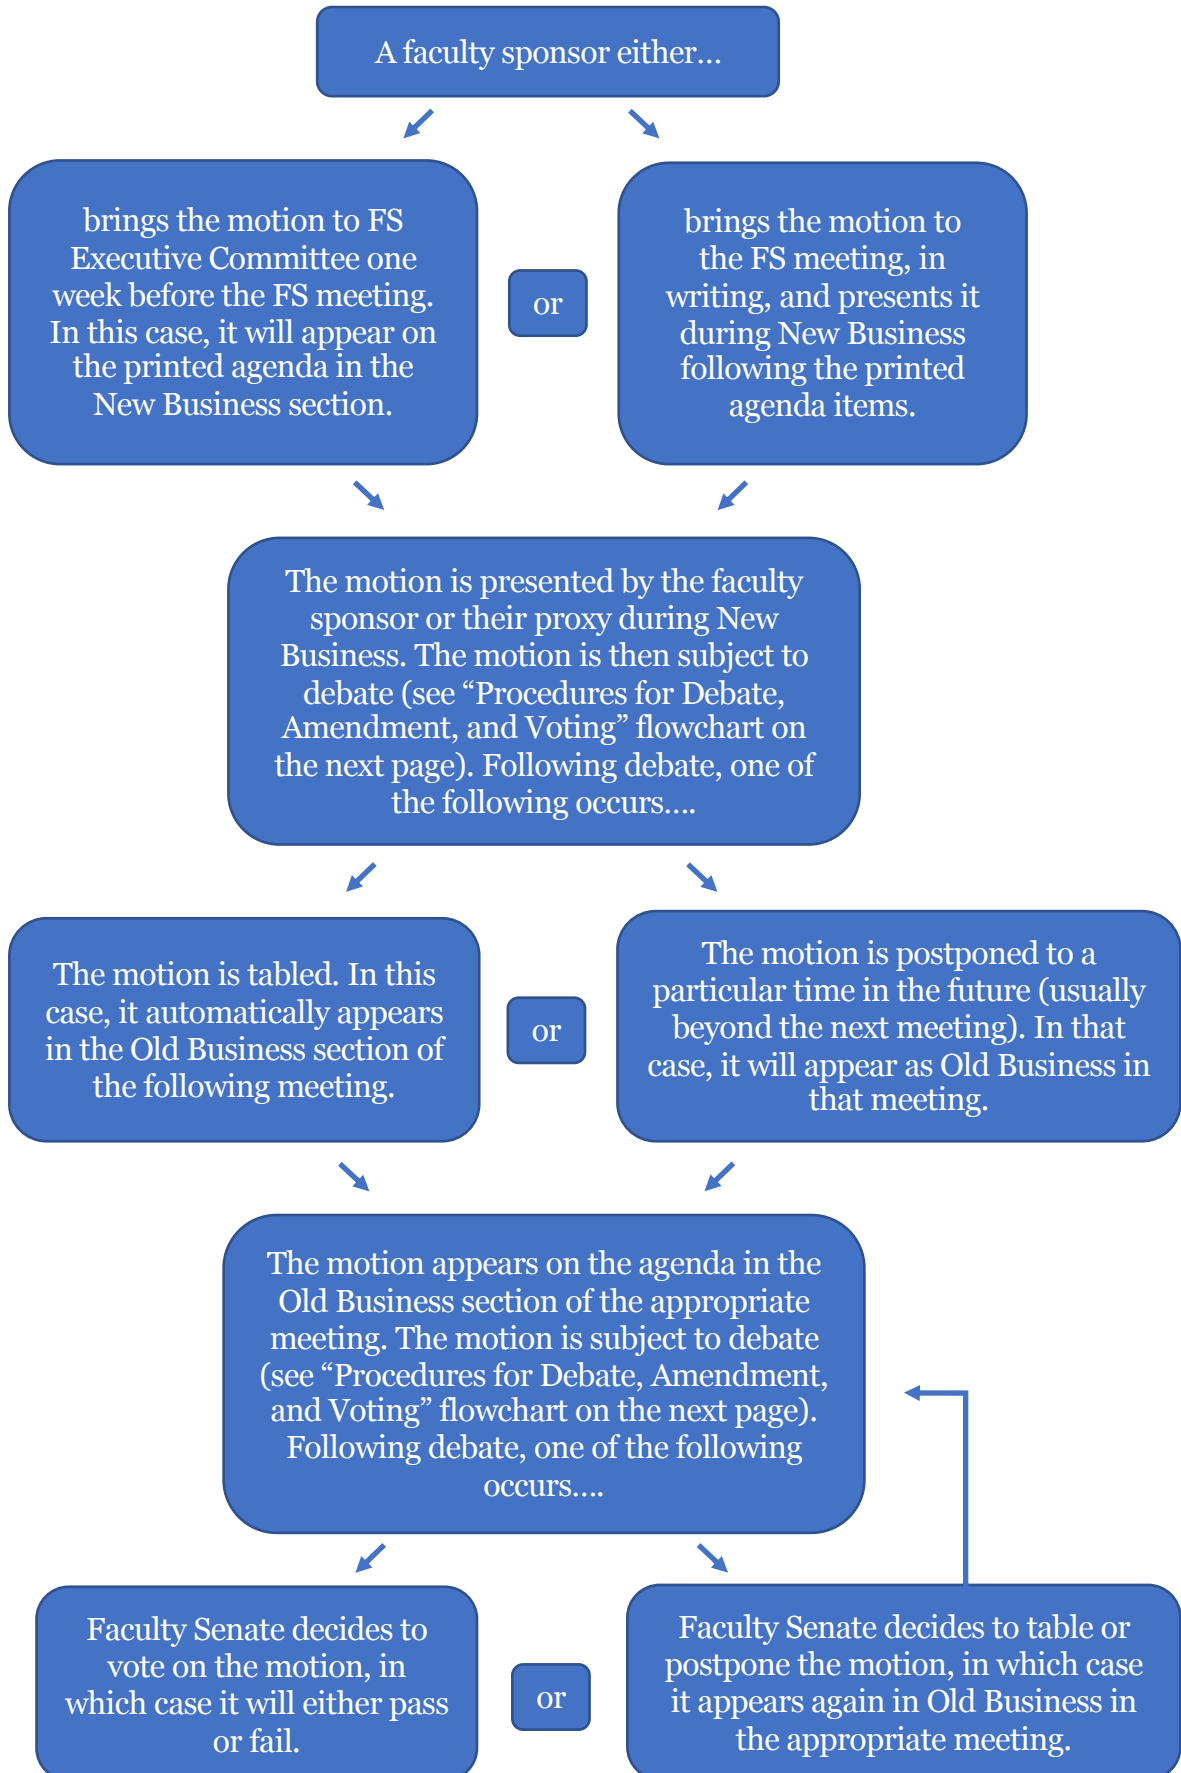 A faculty sponsor either…
brings the motion to FS
Executive Committee one
week before the FS meeting.
In this case, it will appear on
the printed agenda in the
New Business section.
or
brings the motion to
the FS meeting, in
writing, and presents it
during New Business
following the printed
agenda items.
The motion is presented by the faculty
sponsor or their proxy during New
Business. The motion is then subject to
debate (see “Procedures for Debate,
Amendment, and Voting” flowchart on
the next page). Following debate, one of
the following occurs….
The motion is tabled. In this
case, it automatically appears
in the Old Business section of
the following meeting.
or
The motion is postponed to a
particular time in the future (usually
beyond the next meeting). In that
case, it will appear as Old Business in
that meeting.
The motion appears on the agenda in the
Old Business section of the appropriate
meeting. The motion is subject to debate
(see “Procedures for Debate, Amendment,
and Voting” flowchart on the next page).
Following debate, one of the following
occurs….
Faculty Senate decides to
vote on the motion, in
which case it will either pass
or fail.
or
Faculty Senate decides to table or
postpone the motion, in which case
it appears again in Old Business in
the appropriate meeting.